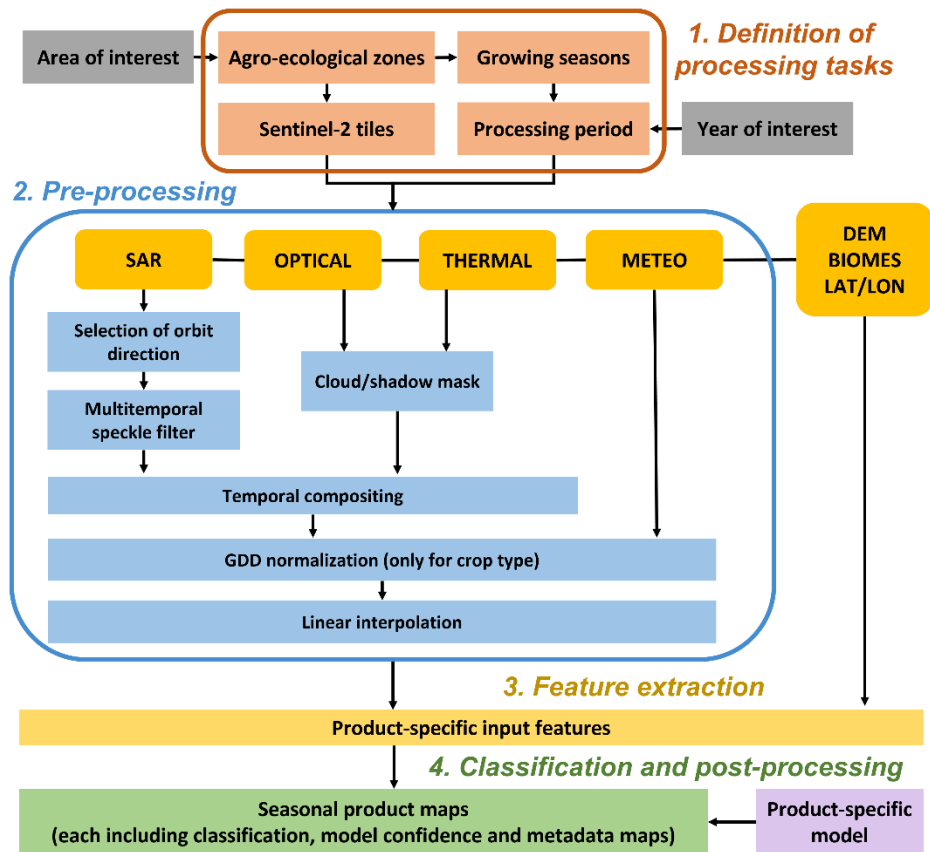 1. Definition of
processing tasks
Area of interest
Agro-ecological zones
Growing seasons
Sentinel-2 tiles
Processing period
Year of interest
2. Pre-processing
SAR
OPTICAL
THERMAL
METEO
DEM
BIOMES
LAT/LON
Selection of orbit
direction
Cloud/shadow mask
Multitemporal
speckle filter
Temporal compositing
GDD normalization (only for crop type)
Linear interpolation
3. Feature extraction
Product-specific input features
4. Classification and post-processing
Seasonal product maps
(each including classification, model confidence and metadata maps)
Product-specific
model